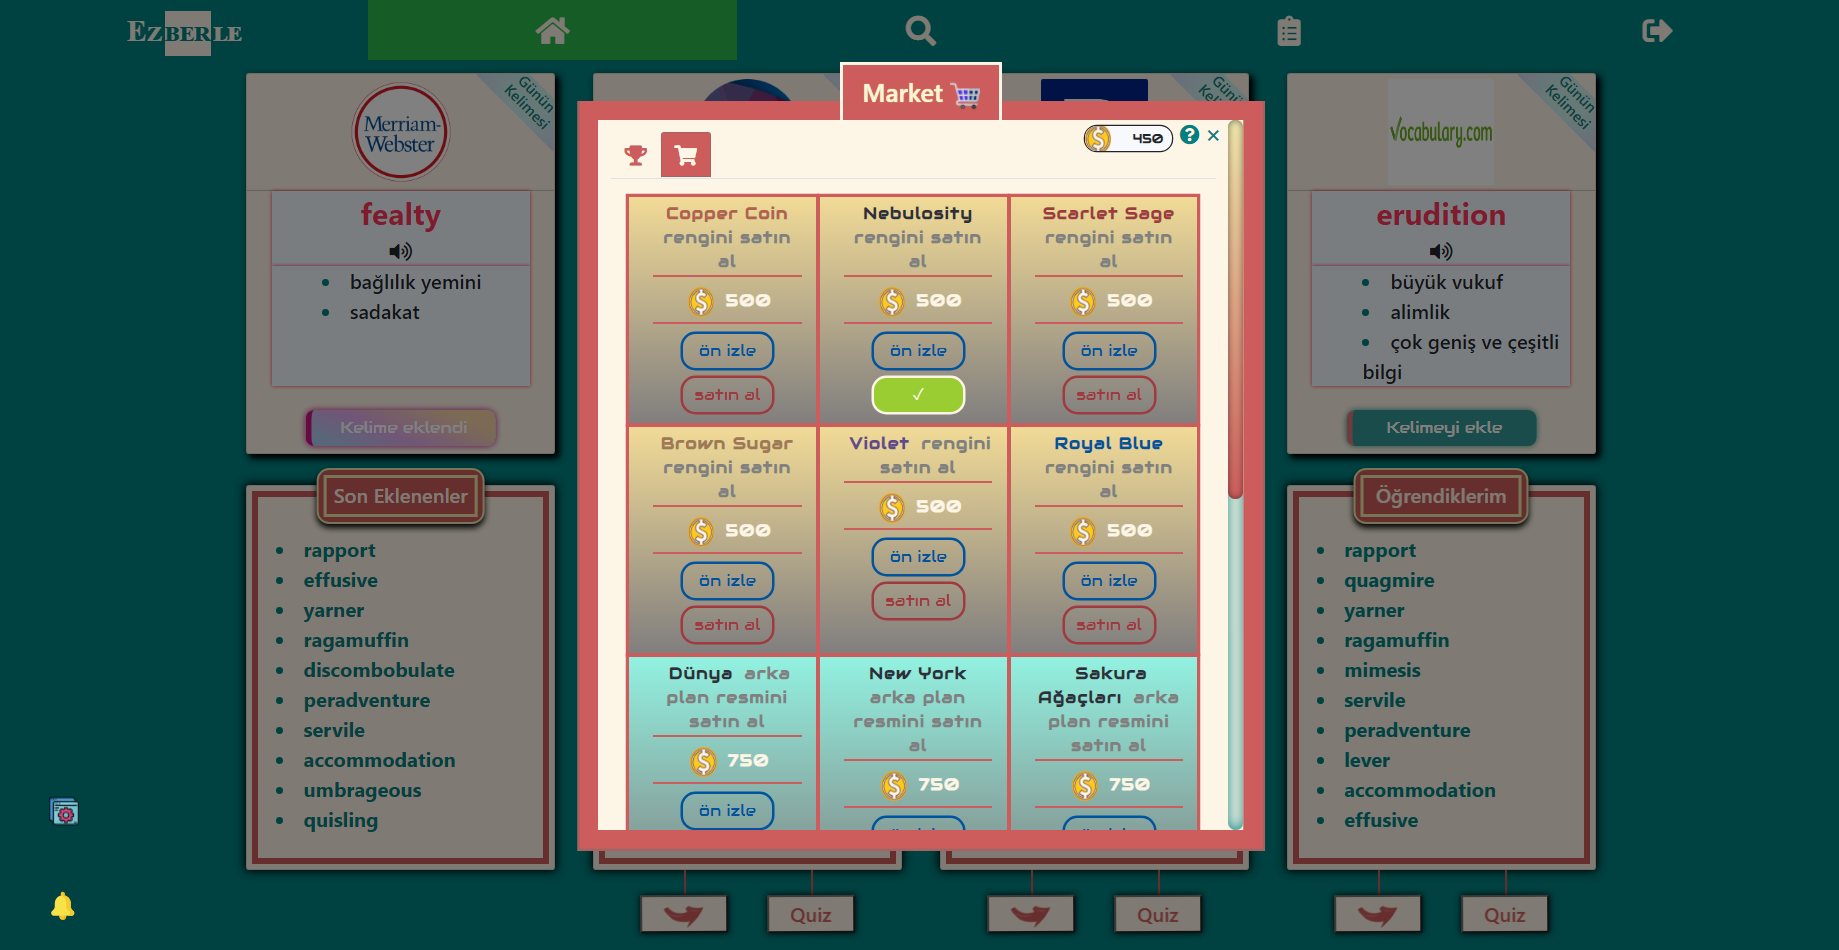 EZBERLE
Market
450
Günün
Kelimesi
Merriam-
Webster
fealty
bağlılık yemini
sadakat
Kelime eklendi
Günün
Kelimesi
Vocabulary.com
erudition
büyük vukuf
alimlik
çok geniş ve çeşitli
bilgi
Kelimeyi ekle
Copper Coin
rengini satın
al
500
ön izle
satın al
Nebulosity
rengini satın
al
500
ön izle
✓
Scarlet Sage
rengini satın
al
500
ön izle
satın al
Brown Sugar
rengini satın
al
500
ön izle
satın al
Violet rengini
satın al
500
ön izle
satın al
Royal Blue
rengini satın
al
500
ön izle
satın al
Dünya arka
plan resmini
satın al
750
ön izle
New York
arka plan
resmini satın
al
750
Sakura
Ağaçları arka
plan resmini
satın al
750
Son Eklenenler
rapport
effusive
yarner
ragamuffin
discombobulate
peradventure
servile
accommodation
umbrageous
quisling
Öğrendiklerim
rapport
quagmire
yarner
ragamuffin
mimesis
servile
peradventure
lever
accommodation
effusive
Quiz
Quiz
Quiz